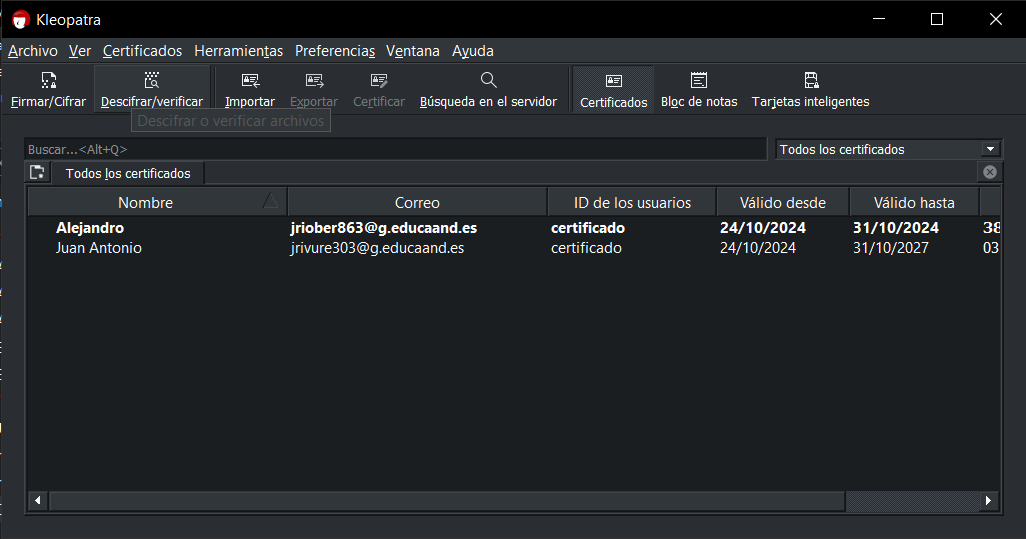 Kleopatra
Archivo Ver Certificados Herramientas Preferencias Ventana Ayuda
Firmar/Cifrar Descifrar/verificar Importar Exportar Certificar Búsqueda en el servidor Certificados Bloc de notas Tarjetas inteligentes
Descifrar o verificar archivos
Buscar...<Alt+Q> Todos los certificados
Todos los certificados
Nombre Correo ID de los usuarios Válido desde Válido hasta
Alejandro jriober863@g.educaand.es certificado 24/10/2024 31/10/2024 38
Juan Antonio jrivure303@g.educaand.es certificado 24/10/2024 31/10/2027 03